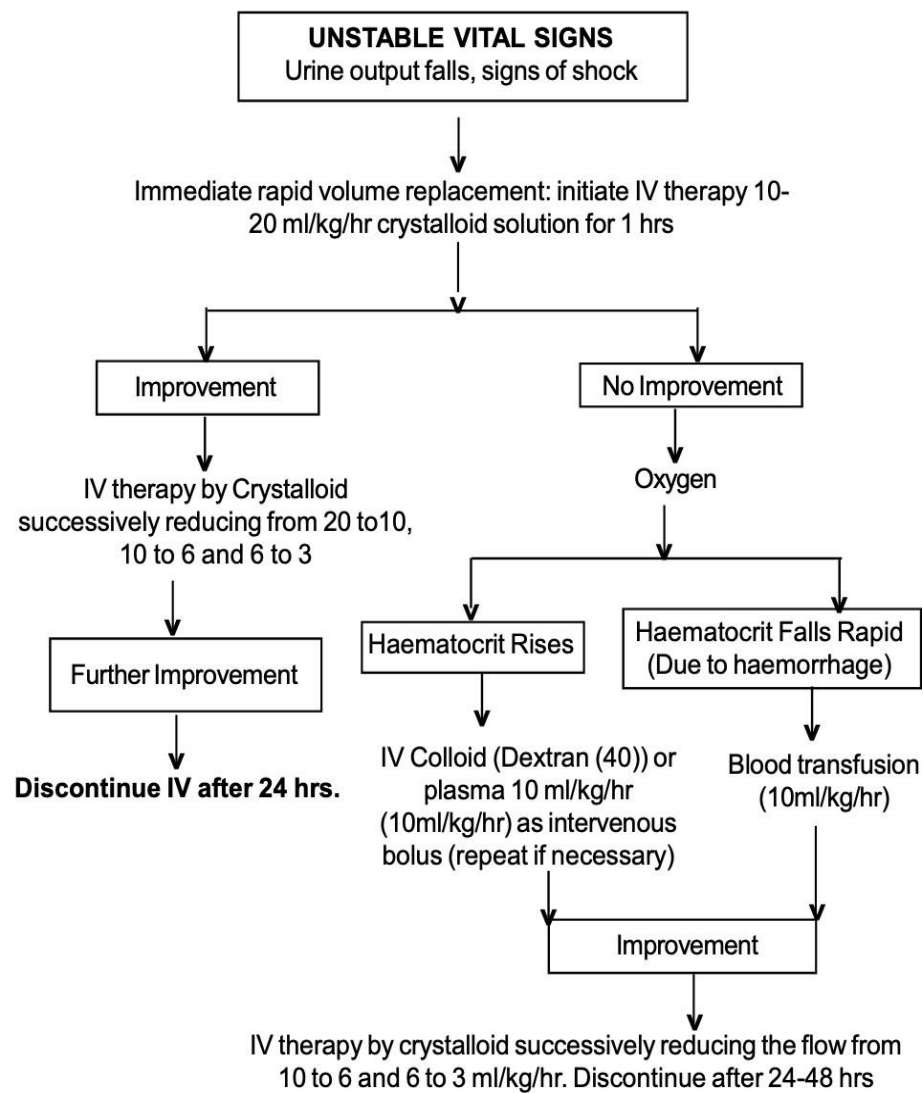 UNSTABLE VITAL SIGNS
Urine output falls, signs of shock
Immediate rapid volume replacement: initiate IV therapy 10-
20 ml/kg/hr crystalloid solution for 1 hrs
Improvement
No Improvement
IV therapy by Crystalloid
successively reducing from 20 to10,
10 to 6 and 6 to 3
Oxygen
Further Improvement
Haematocrit Rises
Haematocrit Falls Rapid
(Due to haemorrhage)
Discontinue IV after 24 hrs.
IV Colloid (Dextran (40)) or
plasma 10 ml/kg/hr
(10ml/kg/hr) as intervenous
bolus (repeat if necessary)
Blood transfusion
(10ml/kg/hr)
Improvement
IV therapy by crystalloid successively reducing the flow from
10 to 6 and 6 to 3 ml/kg/hr. Discontinue after 24-48 hrs